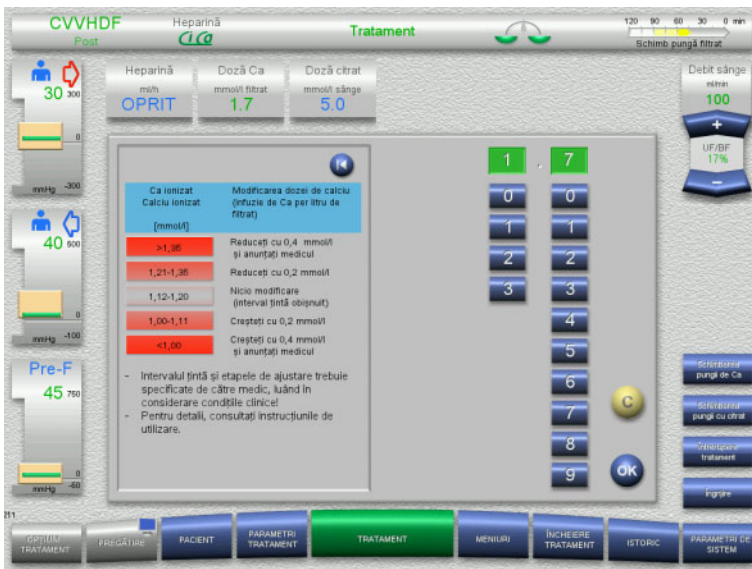 CVVHDF
Post
Heparină
Ci Ca
Tratament
120 90 60 30 0 min
Schimb pungă filtrat
30 300
0
mmHg -300
40 500
0
mmHg -100
Pre-F
45 750
0
mmHg -50
Heparină
ml/h
OPRIT
Doză Ca
mmol/l filtrat
1.7
Doză citrat
mmol/l sânge
5.0
Debit sânge
ml/min
100
+
UF/BF
17%
−
Ca ionizat
Calciu ionizat
[mmol/l]
Modificarea dozei de calciu
(infuzie de Ca per litru de
filtrat)
>1,35
Reduceți cu 0,4 mmol/l
și anunțați medicul
1,21-1,35
Reduceți cu 0,2 mmol/l
1,12-1,20
Nicio modificare
(interval țintă obișnuit)
1,00-1,11
Creșteți cu 0,2 mmol/l
<1,00
Creșteți cu 0,4 mmol/l
și anunțați medicul
- Intervalul țintă și etapele de ajustare trebuie
specificate de către medic, luând în
considerare condițiile clinice!
- Pentru detalii, consultați instrucțiunile de
utilizare.
1 . 7
0 0
1 1
2 2
3 3
4
5
6
7
8
9
C
OK
Schimbarea
pungii de Ca
Schimbarea
pungii cu citrat
Întrerupere
tratament
Îngrijire
211
OPȚIUNI
TRATAMENT
PREGĂTIRE
PACIENT
PARAMETRI
TRATAMENT
TRATAMENT
MENIURI
ÎNCHEIERE
TRATAMENT
ISTORIC
PARAMETRI DE
SISTEM